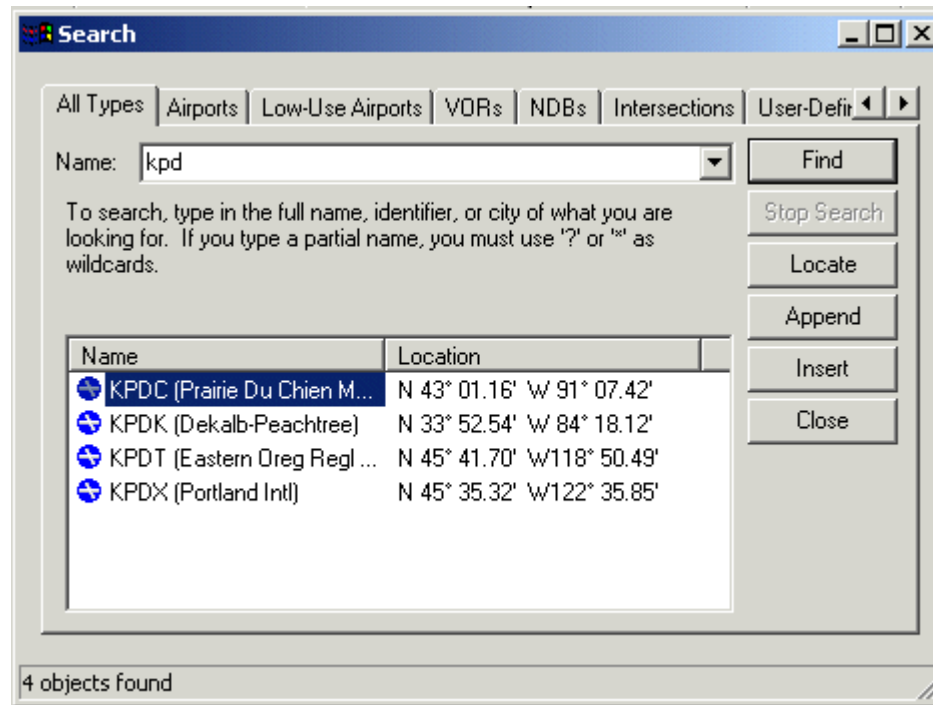 Search
All Types Airports Low-Use Airports VORs NDBs Intersections User-Defir
Name: kpd Find
To search, type in the full name, identifier, or city of what you are
looking for. If you type a partial name, you must use '?' or '*' as
wildcards.
Stop Search
Locate
Append
Insert
Close
Name Location
KPDC (Prairie Du Chien M... N 43° 01.16' W 91° 07.42'
KPDK (Dekalb-Peachtree) N 33° 52.54' W 84° 18.12'
KPDT (Eastern Oreg Regl ... N 45° 41.70' W118° 50.49'
KPDX (Portland Intl) N 45° 35.32' W122° 35.85'
4 objects found